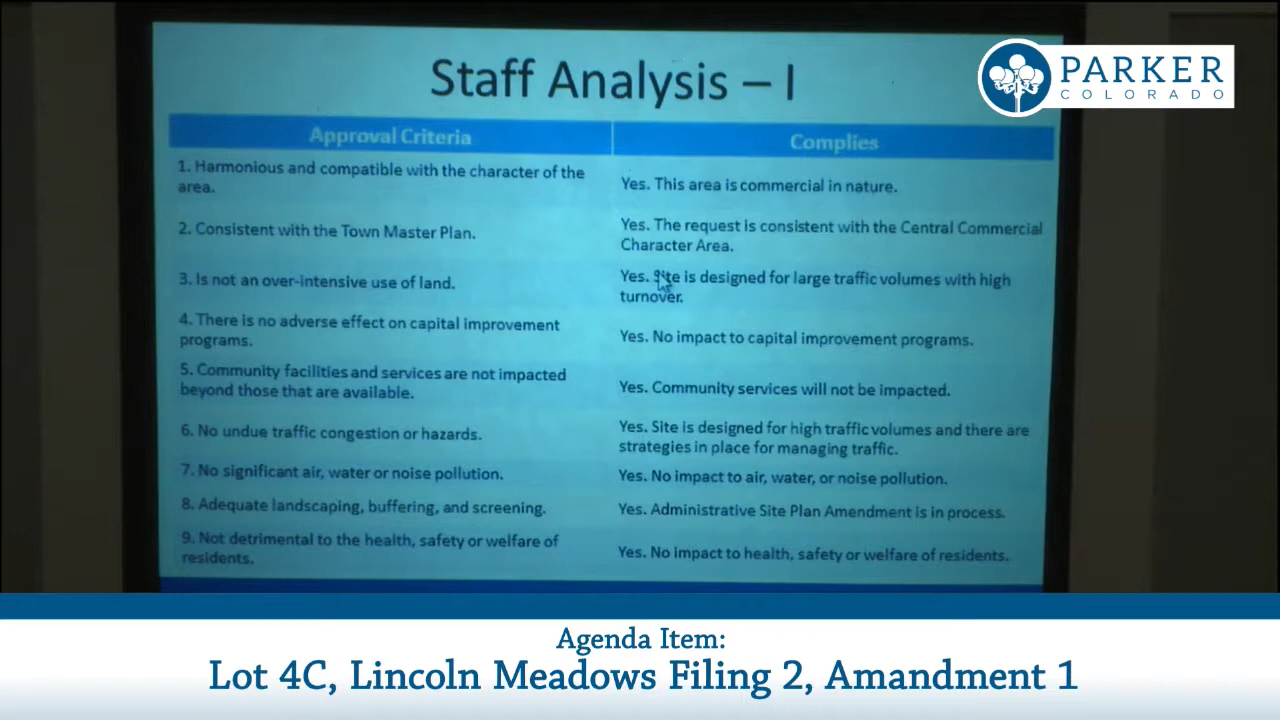 Staff Analysis – I
PARKER
COLORADO
Approval Criteria
Complies
1. Harmonious and compatible with the character of the
area.
Yes. This area is commercial in nature.
2. Consistent with the Town Master Plan.
Yes. The request is consistent with the Central Commercial
Character Area.
3. Is not an over-intensive use of land.
Yes. Site is designed for large traffic volumes with high
turnover.
4. There is no adverse effect on capital improvement
programs.
Yes. No impact to capital improvement programs.
5. Community facilities and services are not impacted
beyond those that are available.
Yes. Community services will not be impacted.
6. No undue traffic congestion or hazards.
Yes. Site is designed for high traffic volumes and there are
strategies in place for managing traffic.
7. No significant air, water or noise pollution.
Yes. No impact to air, water, or noise pollution.
8. Adequate landscaping, buffering, and screening.
Yes. Administrative Site Plan Amendment is in process.
9. Not detrimental to the health, safety or welfare of
residents.
Yes. No impact to health, safety or welfare of residents.
Agenda Item:
Lot 4C, Lincoln Meadows Filing 2, Amandment 1